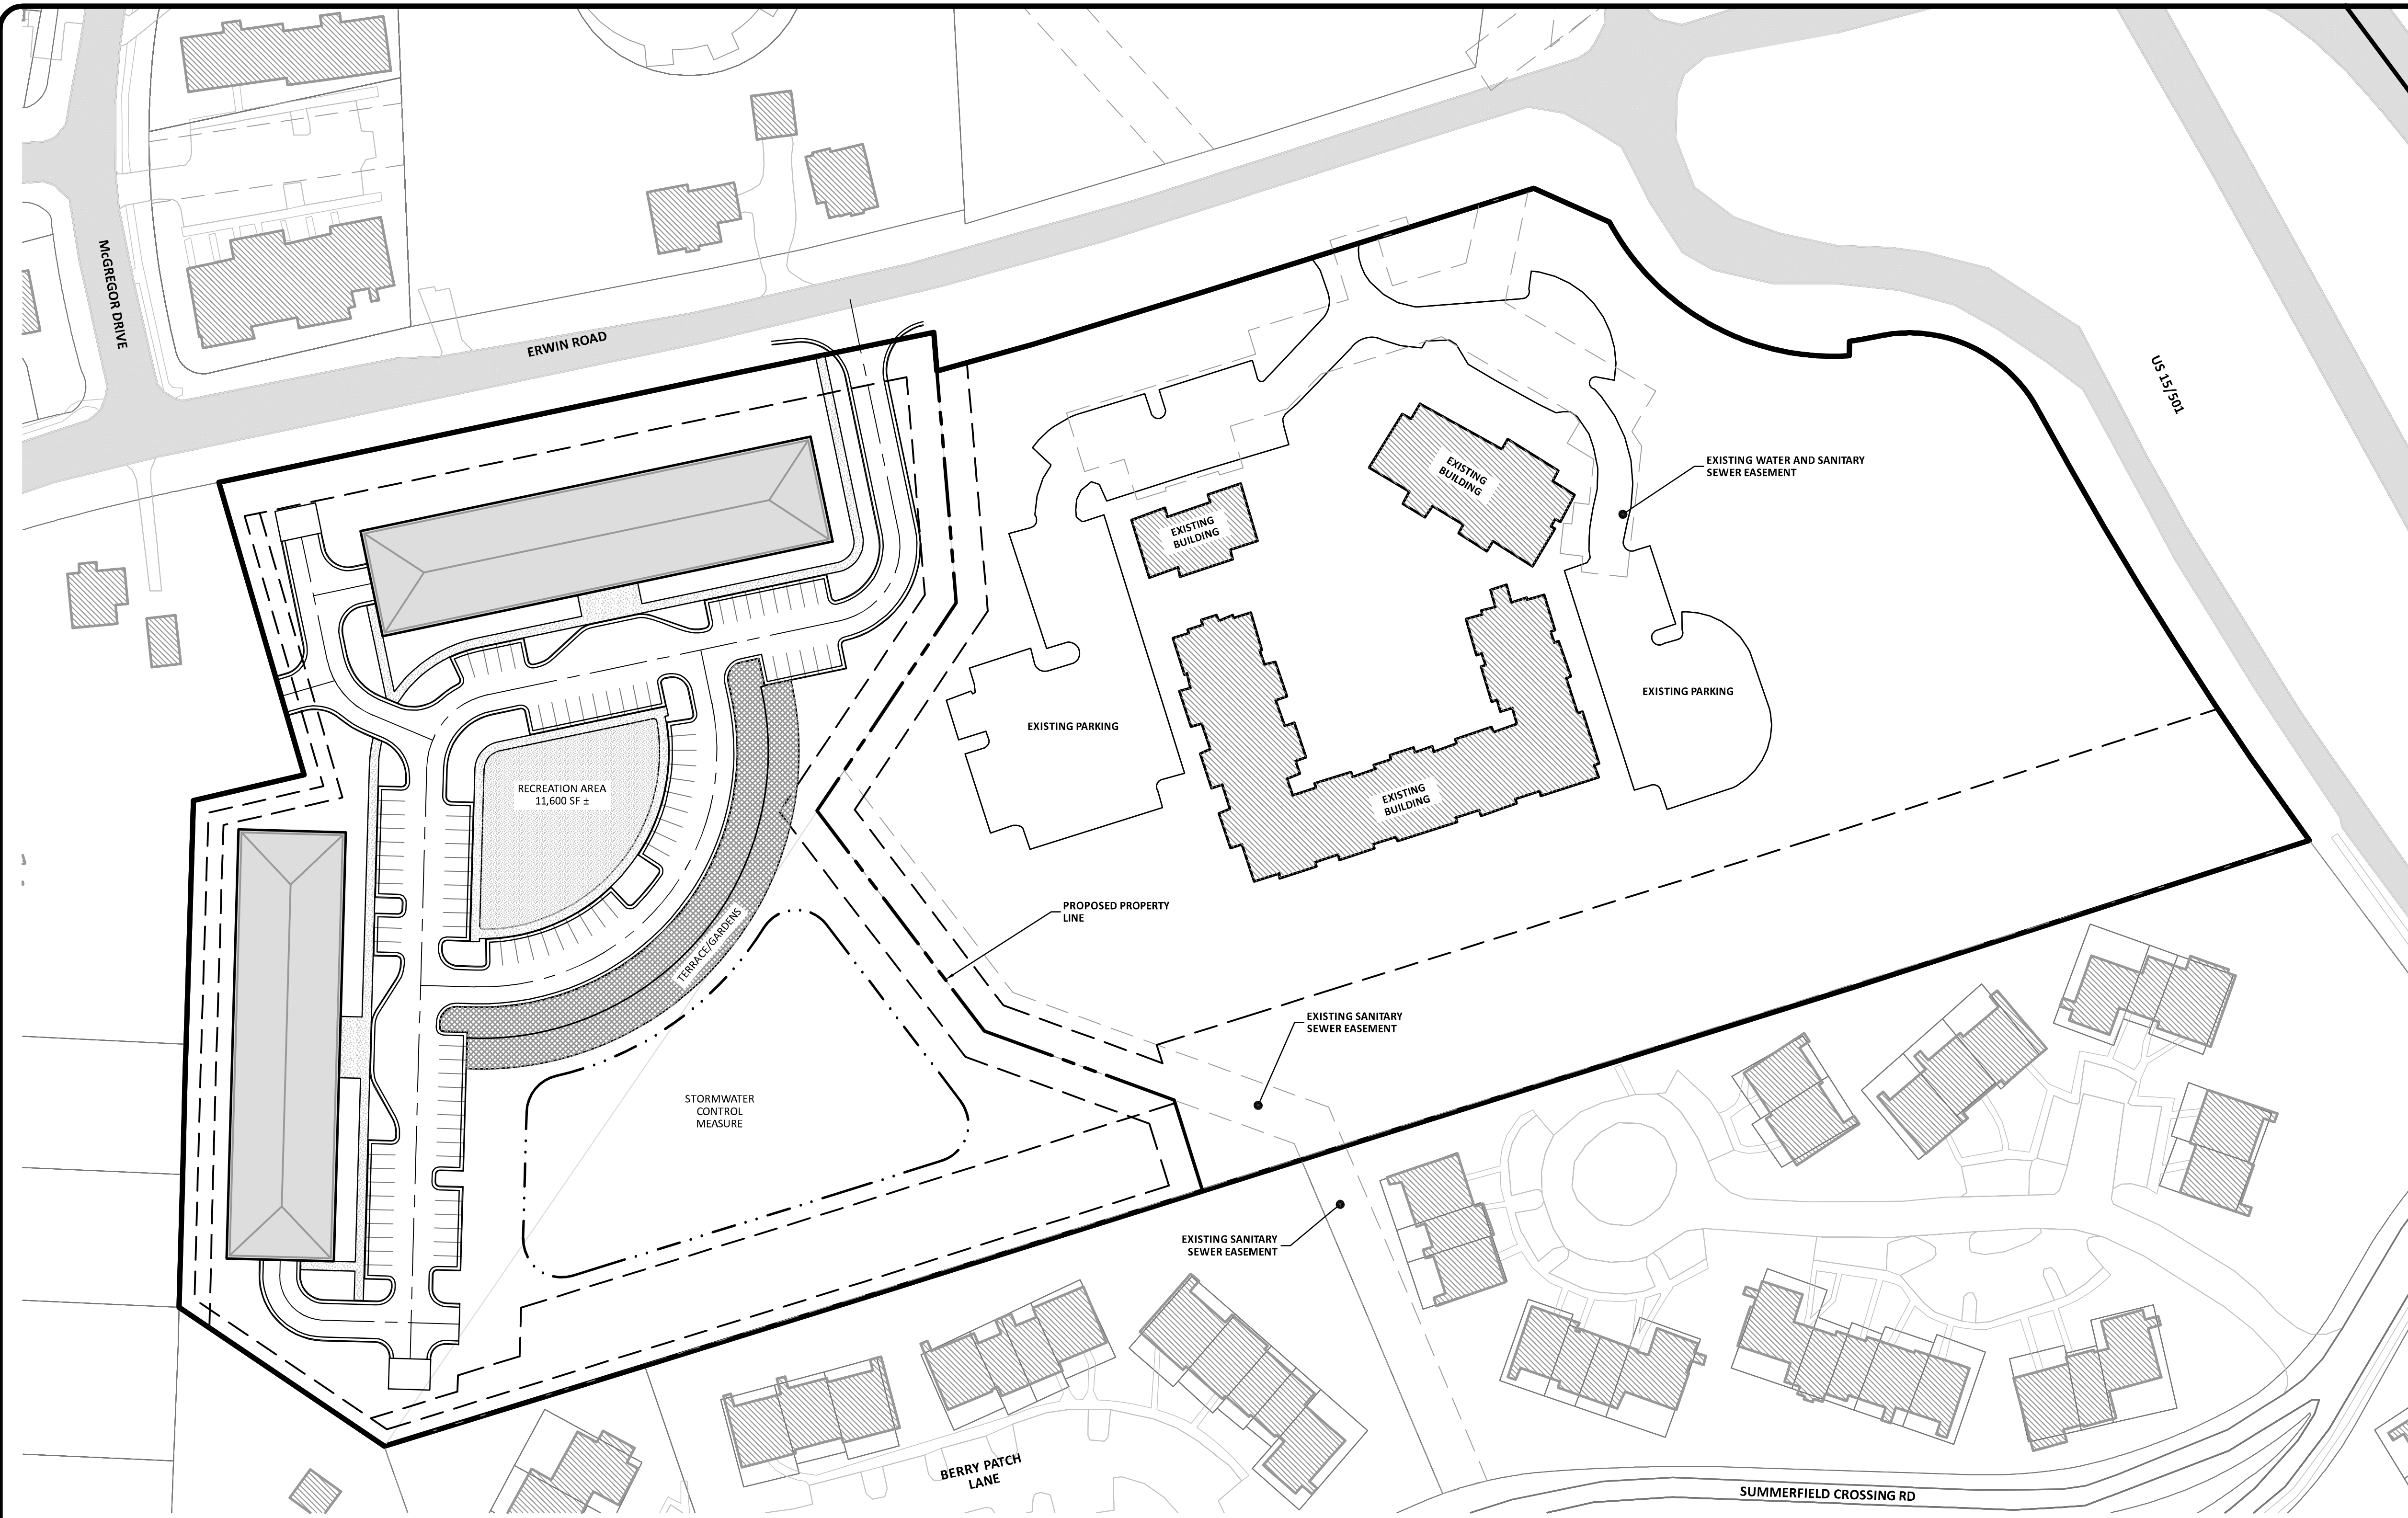 McGREGOR DRIVE
ERWIN ROAD
US 15/501
EXISTING WATER AND SANITARY
SEWER EASEMENT
EXISTING
BUILDING
EXISTING
BUILDING
EXISTING PARKING
EXISTING PARKING
RECREATION AREA
11,600 SF ±
EXISTING
BUILDING
PROPOSED PROPERTY
LINE
TERRACE/GARDENS
EXISTING SANITARY
SEWER EASEMENT
STORMWATER
CONTROL
MEASURE
EXISTING SANITARY
SEWER EASEMENT
BERRY PATCH
LANE
SUMMERFIELD CROSSING RD